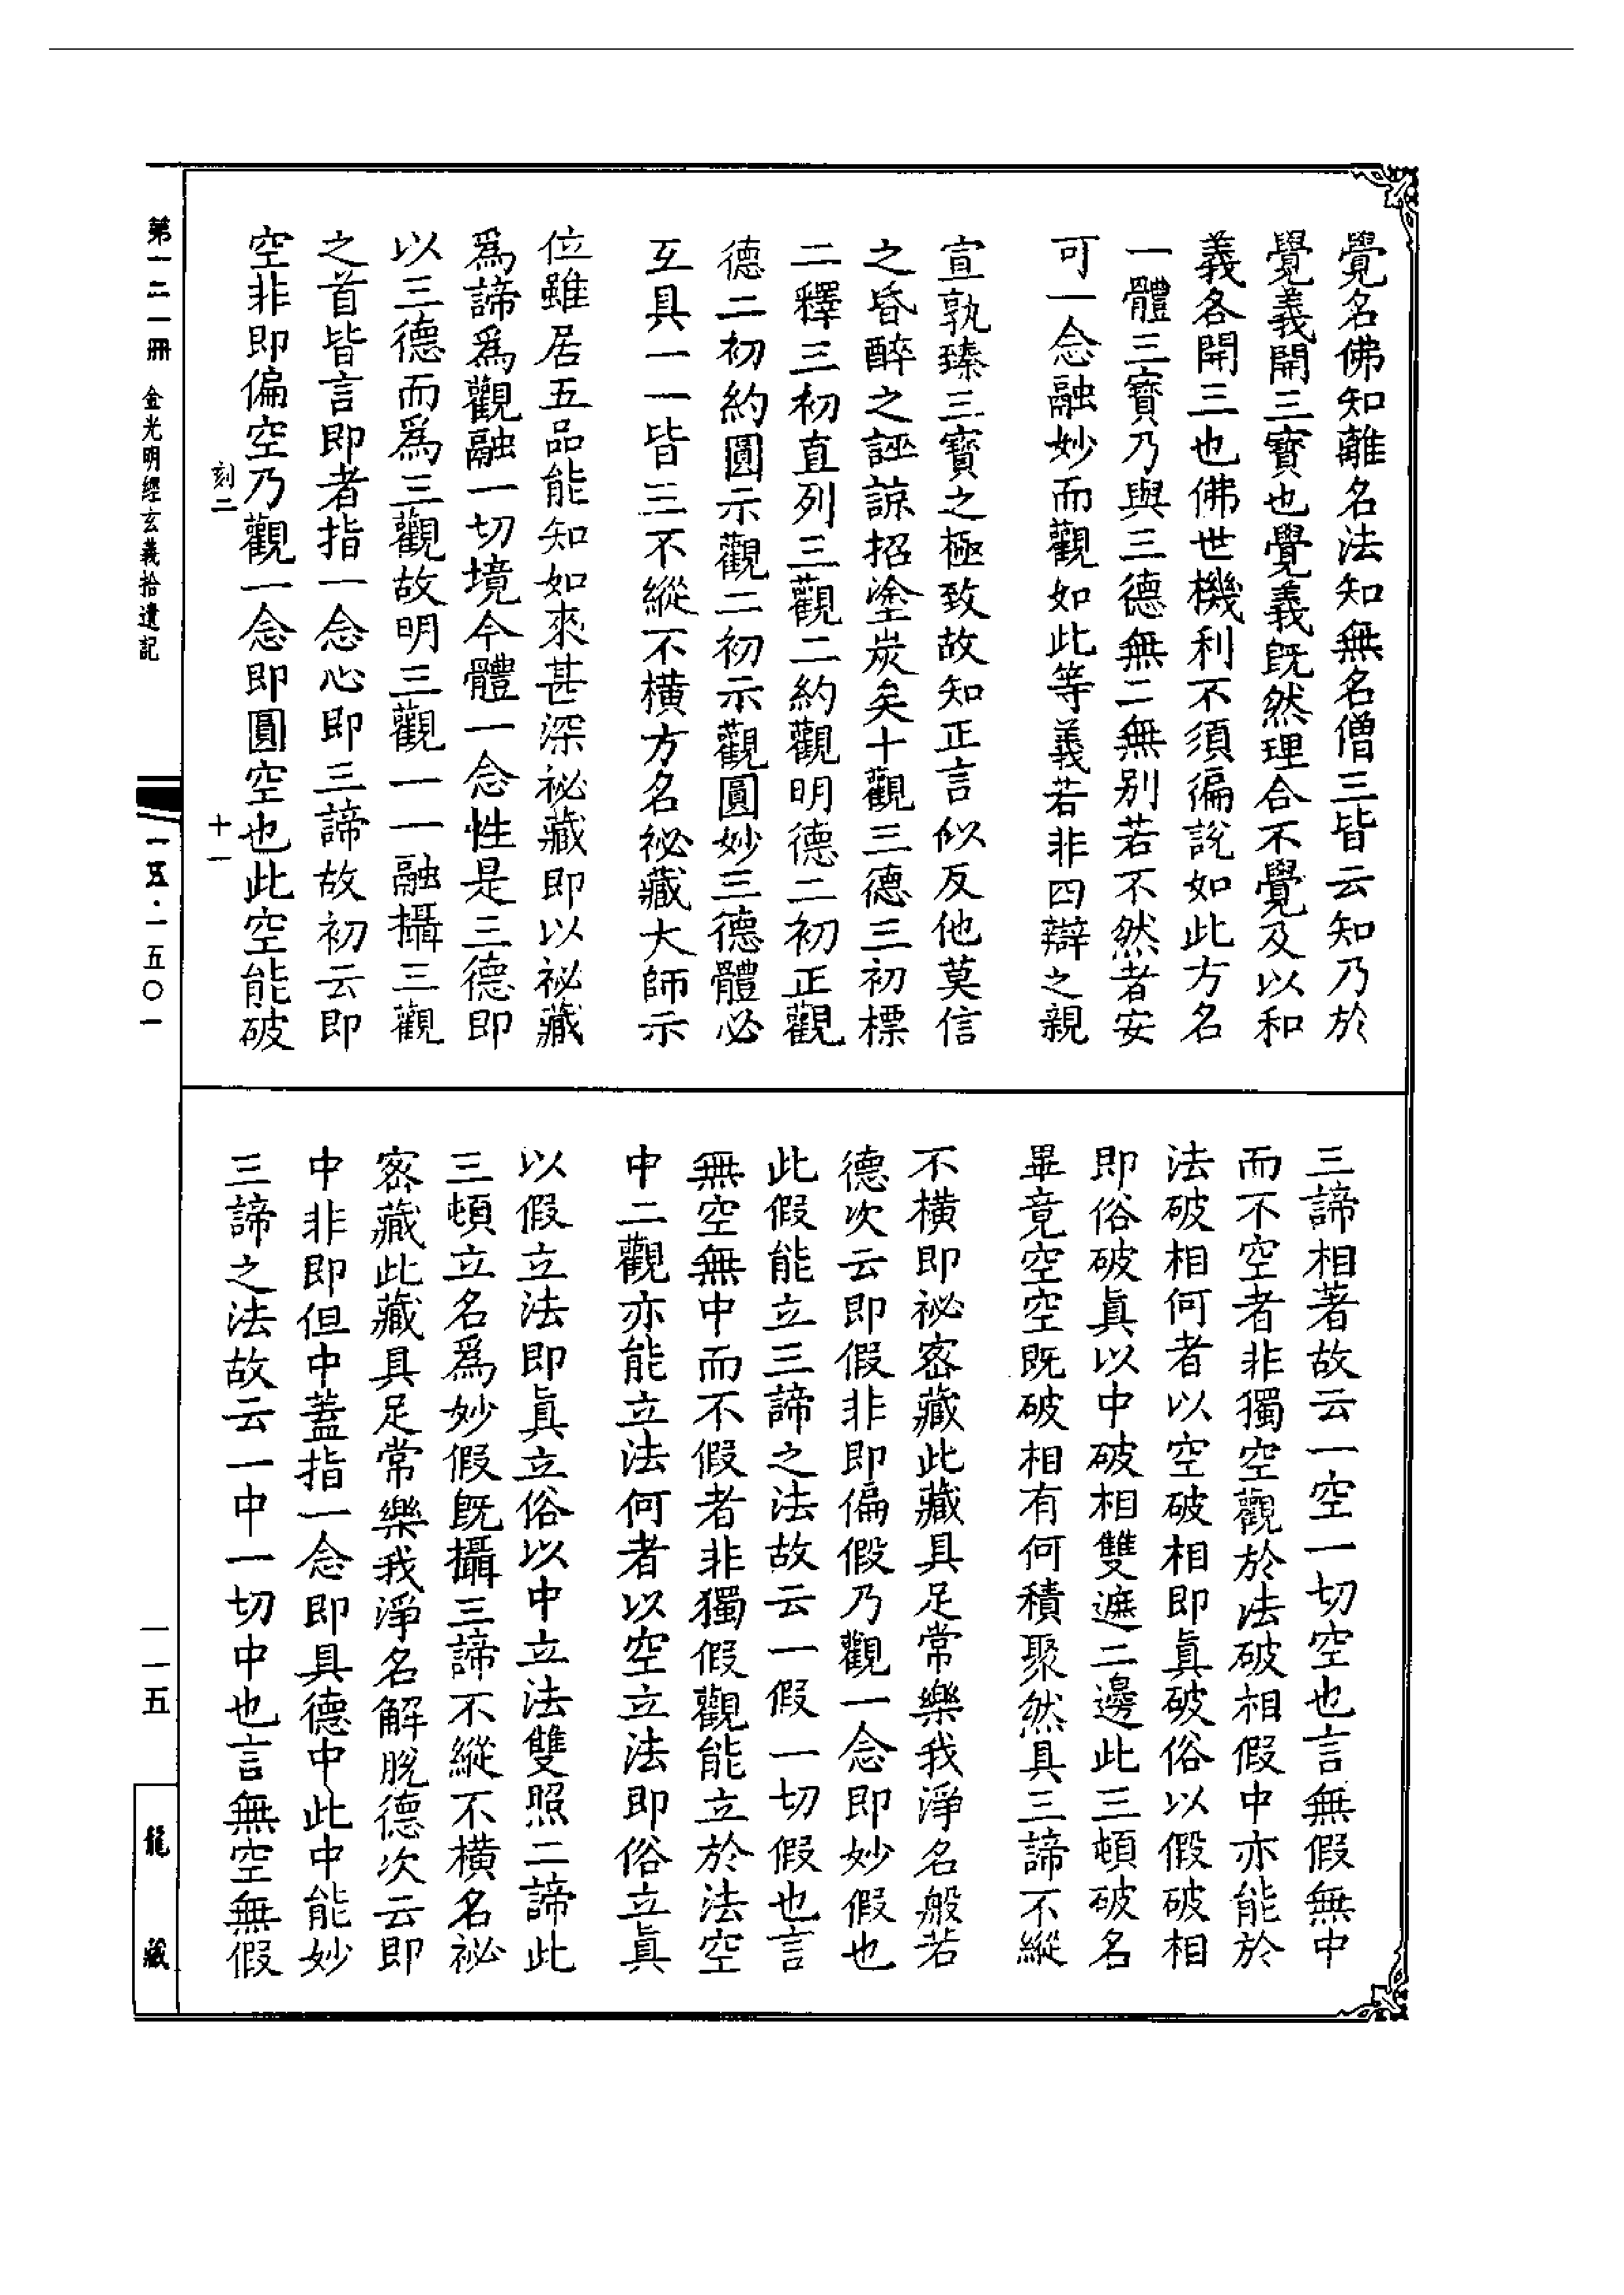 覺名佛知離名法知無名僧三皆云知乃於
覺義開三寳也覺義既然理合不覺及以和
義各開三也佛世機利不須徧說如此方名
一體三寳乃與三德無二無别若不然者安
可一念融妙而觀如此等義若非四辯之親
宣孰臻三寳之極致故知正言似反他莫信
之昏醉之誣諒招塗炭矣十觀三德三初標
二釋三初直列三觀二約觀明德二初正觀
德二初約圓示觀二初示觀圓妙三德體必
互具一一皆三不縱不橫方名祕藏大師示
位雖居五品能知如來甚深祕藏即以祕藏
爲諦爲觀融一切境今體一念性是三德即
以三德而爲三觀故明三觀一一融攝三觀
之首皆言即者指一念心即三諦故初云即
空非即偏空乃觀一念即圓空也此空能破
刻二
十一
三諦相著故云一空一切空也言無假無中
而不空者非獨空觀於法破相假中亦能於
法破相何者以空破相即眞破俗以假破相
即俗破眞以中破相雙遮二邊此三頓破名
畢竟空空既破相有何積聚然具三諦不縱
不橫即祕密藏此藏具足常樂我淨名般若
德次云即假非即偏假乃觀一念即妙假也
此假能立三諦之法故云一假一切假也言
無空無中而不假者非獨假觀能立於法空
中二觀亦能立法何者以空立法即俗立眞
以假立法即眞立俗以中立法雙照二諦此
三頓立名爲妙假既攝三諦不縱不橫名祕
密藏此藏具足常樂我淨名解脫德次云即
中非即但中蓋指一念即具德中此中能妙
三諦之法故云一中一切中也言無空無假
第一二一冊 金光明經玄義拾遺記
一五·一五〇一
一一五
龍藏